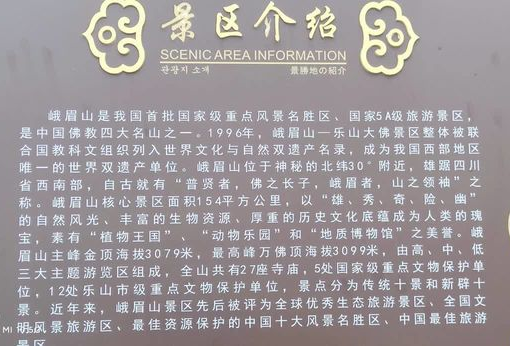 景区介绍
SCENIC AREA INFORMATION
관광지 소개 景勝地の紹介
峨眉山是我国首批国家级重点风景名胜区、国家5A级旅游景区,
是中国佛教四大名山之一。1996年,峨眉山—乐山大佛景区整体被联
合国教科文组织列入世界文化与自然双遗产名录,成为我国西部地区
唯一的世界双遗产单位。峨眉山位于神秘的北纬30°附近,雄踞四川
省西南部,自古就有“普贤者,佛之长子,峨眉者,山之领袖”之
称。峨眉山核心景区面积154平方公里,以“雄、秀、奇、险、幽”
的自然风光、丰富的生物资源、厚重的历史文化底蕴成为人类的瑰
宝,素有“植物王国”、“动物乐园”和“地质博物馆”之美誉。峨
眉山主峰金顶海拔3079米,最高峰万佛顶海拔3099米,由高、中、
低三大主题游览区组成,全山共有27座寺庙,5处国家级重点文物保护单
位,12处乐山市级重点文物保护单位,景点分为传统十景和新辟十
景。近年来,峨眉山景区先后被评为全球优秀生态旅游景区、全国文
明风景旅游区、最佳资源保护的中国十大风景名胜区、中国最佳旅游
景区